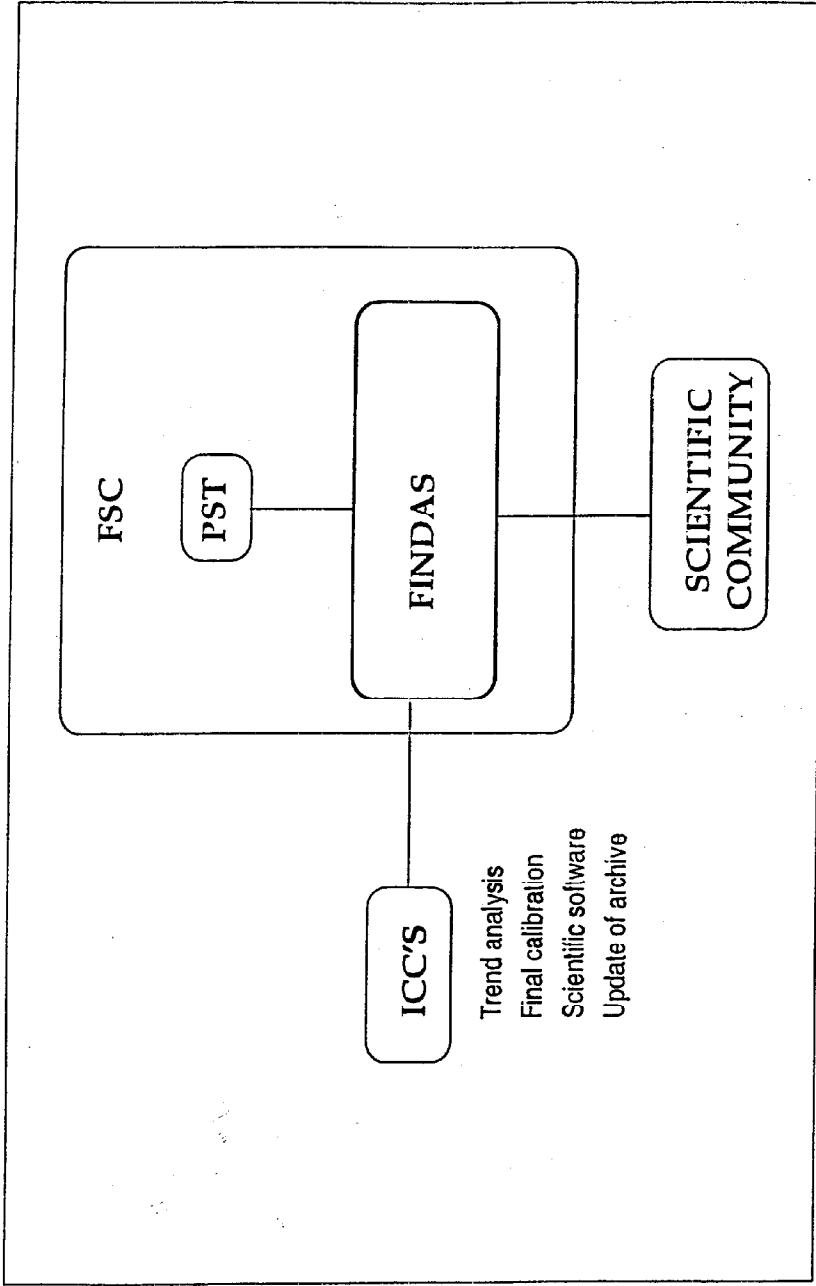 FSC
PST
FINDAS
ICC'S
Trend analysis
Final calibration
Scientific software
Update of archive
SCIENTIFIC
COMMUNITY